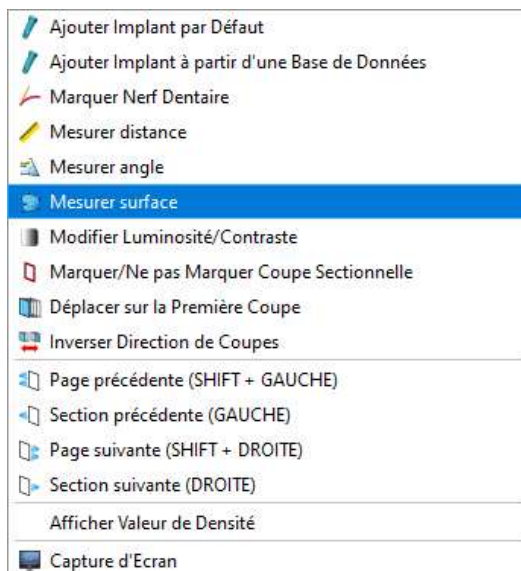 Ajouter Implant par Défaut
Ajouter Implant à partir d'une Base de Données
Marquer Nerf Dentaire
Mesurer distance
Mesurer angle
Mesurer surface
Modifier Luminosité/Contraste
Marquer/Ne pas Marquer Coupe Sectionnelle
Déplacer sur la Première Coupe
Inverser Direction de Coupes
Page précédente (SHIFT + GAUCHE)
Section précédente (GAUCHE)
Page suivante (SHIFT + DROITE)
Section suivante (DROITE)
Afficher Valeur de Densité
Capture d'Ecran